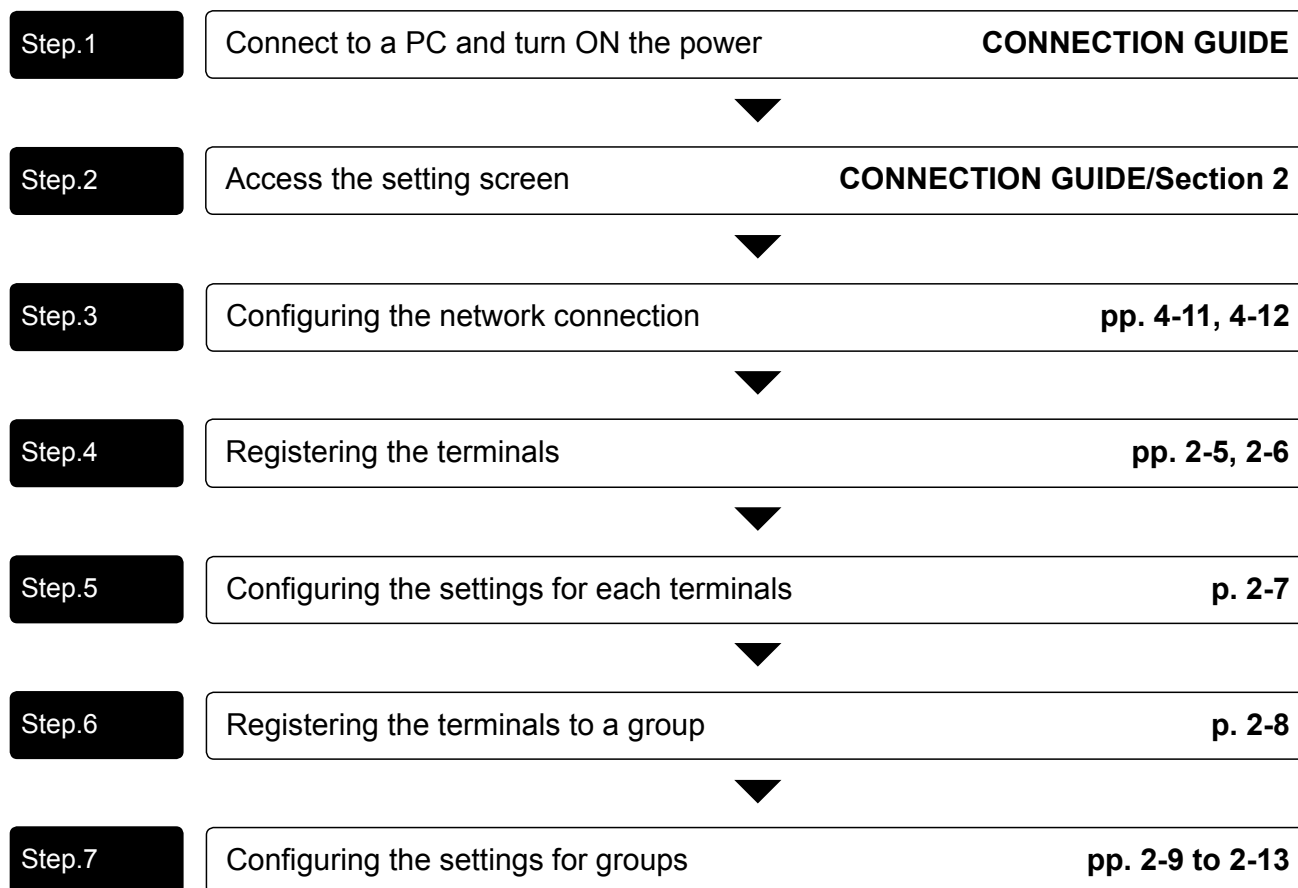 Step.1 Connect to a PC and turn ON the power CONNECTION GUIDE
Step.2 Access the setting screen CONNECTION GUIDE/Section 2
Step.3 Configuring the network connection pp. 4-11, 4-12
Step.4 Registering the terminals pp. 2-5, 2-6
Step.5 Configuring the settings for each terminals p. 2-7
Step.6 Registering the terminals to a group p. 2-8
Step.7 Configuring the settings for groups pp. 2-9 to 2-13